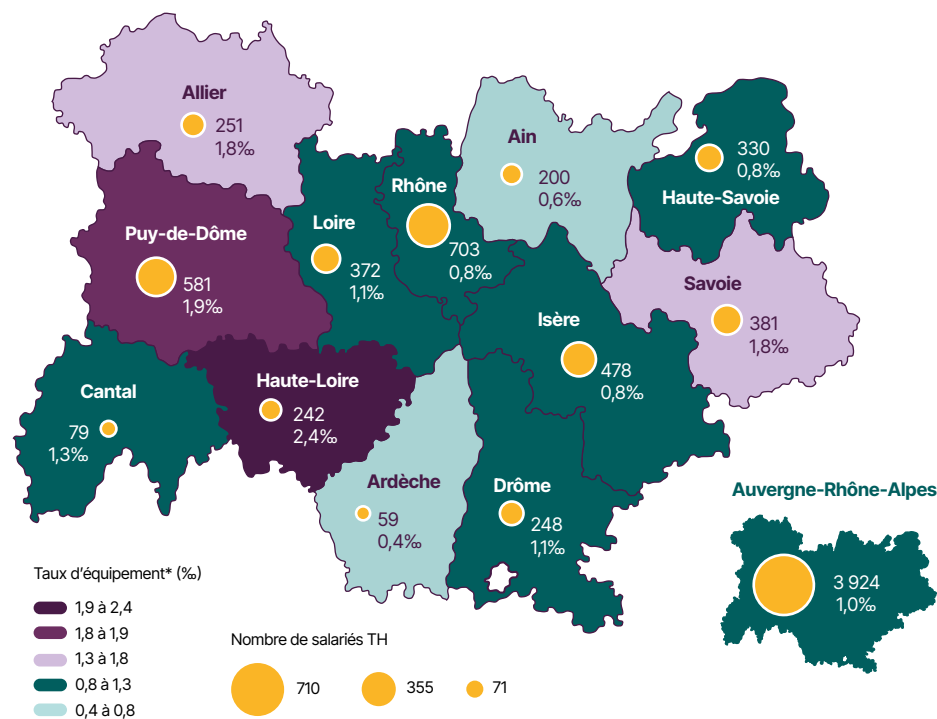 Allier
251
1,8‰
Ain
200
0,6‰
330
0,8‰
Haute-Savoie
Rhône
703
0,8‰
Loire
372
1,1‰
Puy-de-Dôme
581
1,9‰
Savoie
381
1,8‰
Isère
478
0,8‰
Cantal
79
1,3‰
Haute-Loire
242
2,4‰
Ardèche
59
0,4‰
Drôme
248
1,1‰
Auvergne-Rhône-Alpes
3 924
1,0‰
Taux d'équipement* (‰)
1,9 à 2,4
1,8 à 1,9
1,3 à 1,8
0,8 à 1,3
0,4 à 0,8
Nombre de salariés TH
710
355
71